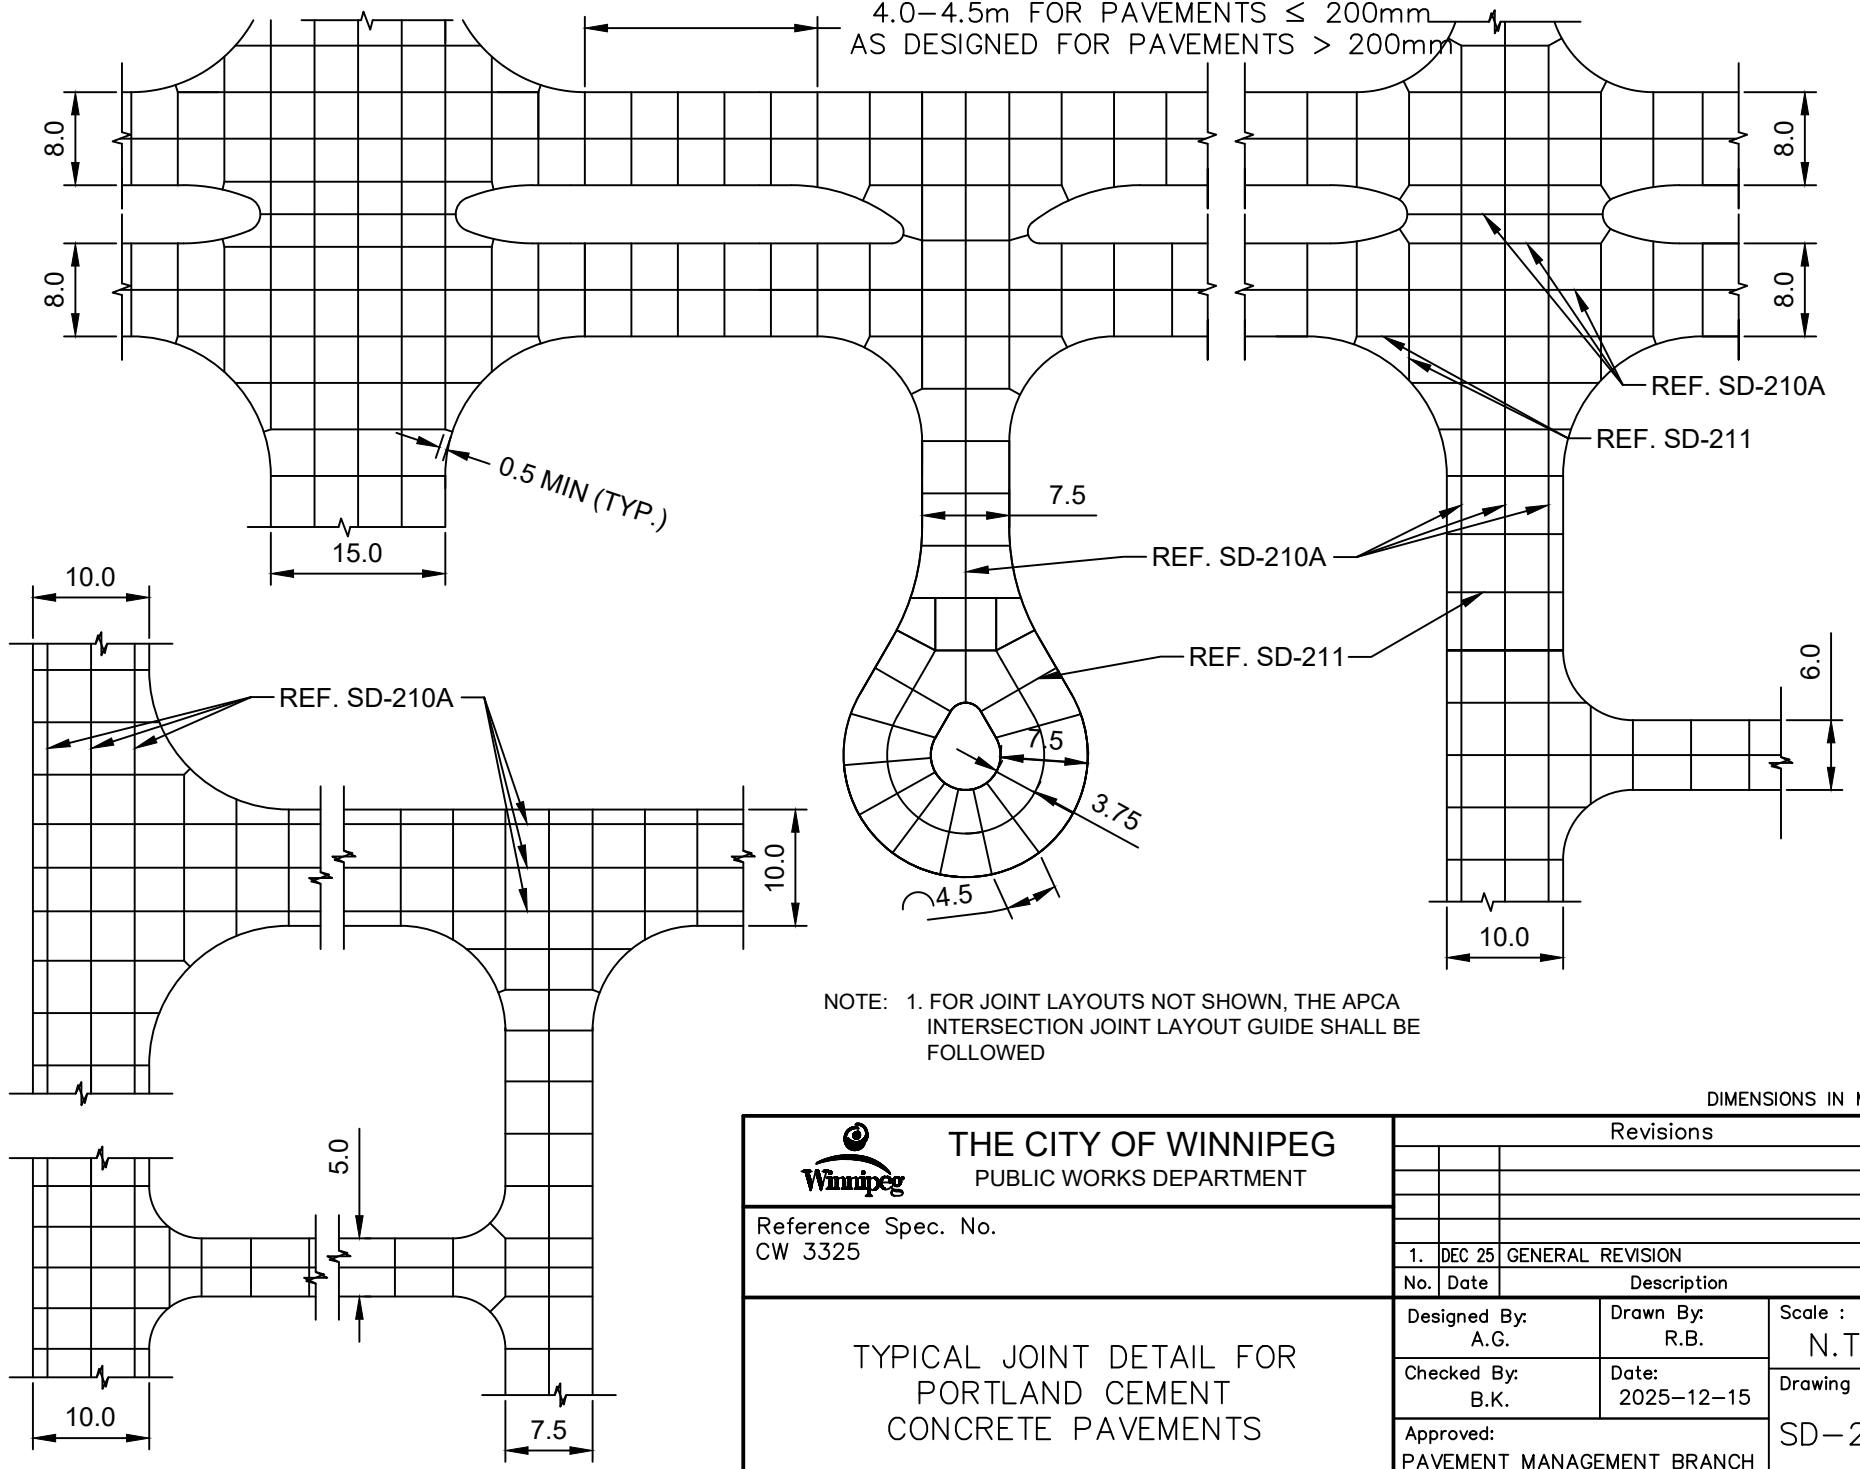 4.0–4.5m FOR PAVEMENTS ≤ 200mm
AS DESIGNED FOR PAVEMENTS > 200mm
8.0
8.0
8.0
8.0
REF. SD-210A
REF. SD-211
0.5 MIN (TYP.)
7.5
15.0
REF. SD-210A
10.0
REF. SD-211
6.0
REF. SD-210A
7.5
3.75
10.0
4.5
10.0
NOTE: 1. FOR JOINT LAYOUTS NOT SHOWN, THE APCA
INTERSECTION JOINT LAYOUT GUIDE SHALL BE
FOLLOWED
5.0
10.0
7.5
DIMENSIONS IN
Winnipeg
THE CITY OF WINNIPEG
PUBLIC WORKS DEPARTMENT
Reference Spec. No.
CW 3325
TYPICAL JOINT DETAIL FOR
PORTLAND CEMENT
CONCRETE PAVEMENTS
Revisions
1. DEC 25 GENERAL REVISION
No. Date Description
Designed By:
A.G.
Drawn By:
R.B.
Scale :
N.T
Checked By:
B.K.
Date:
2025–12–15
Drawing
SD–2
Approved:
PAVEMENT MANAGEMENT BRANCH